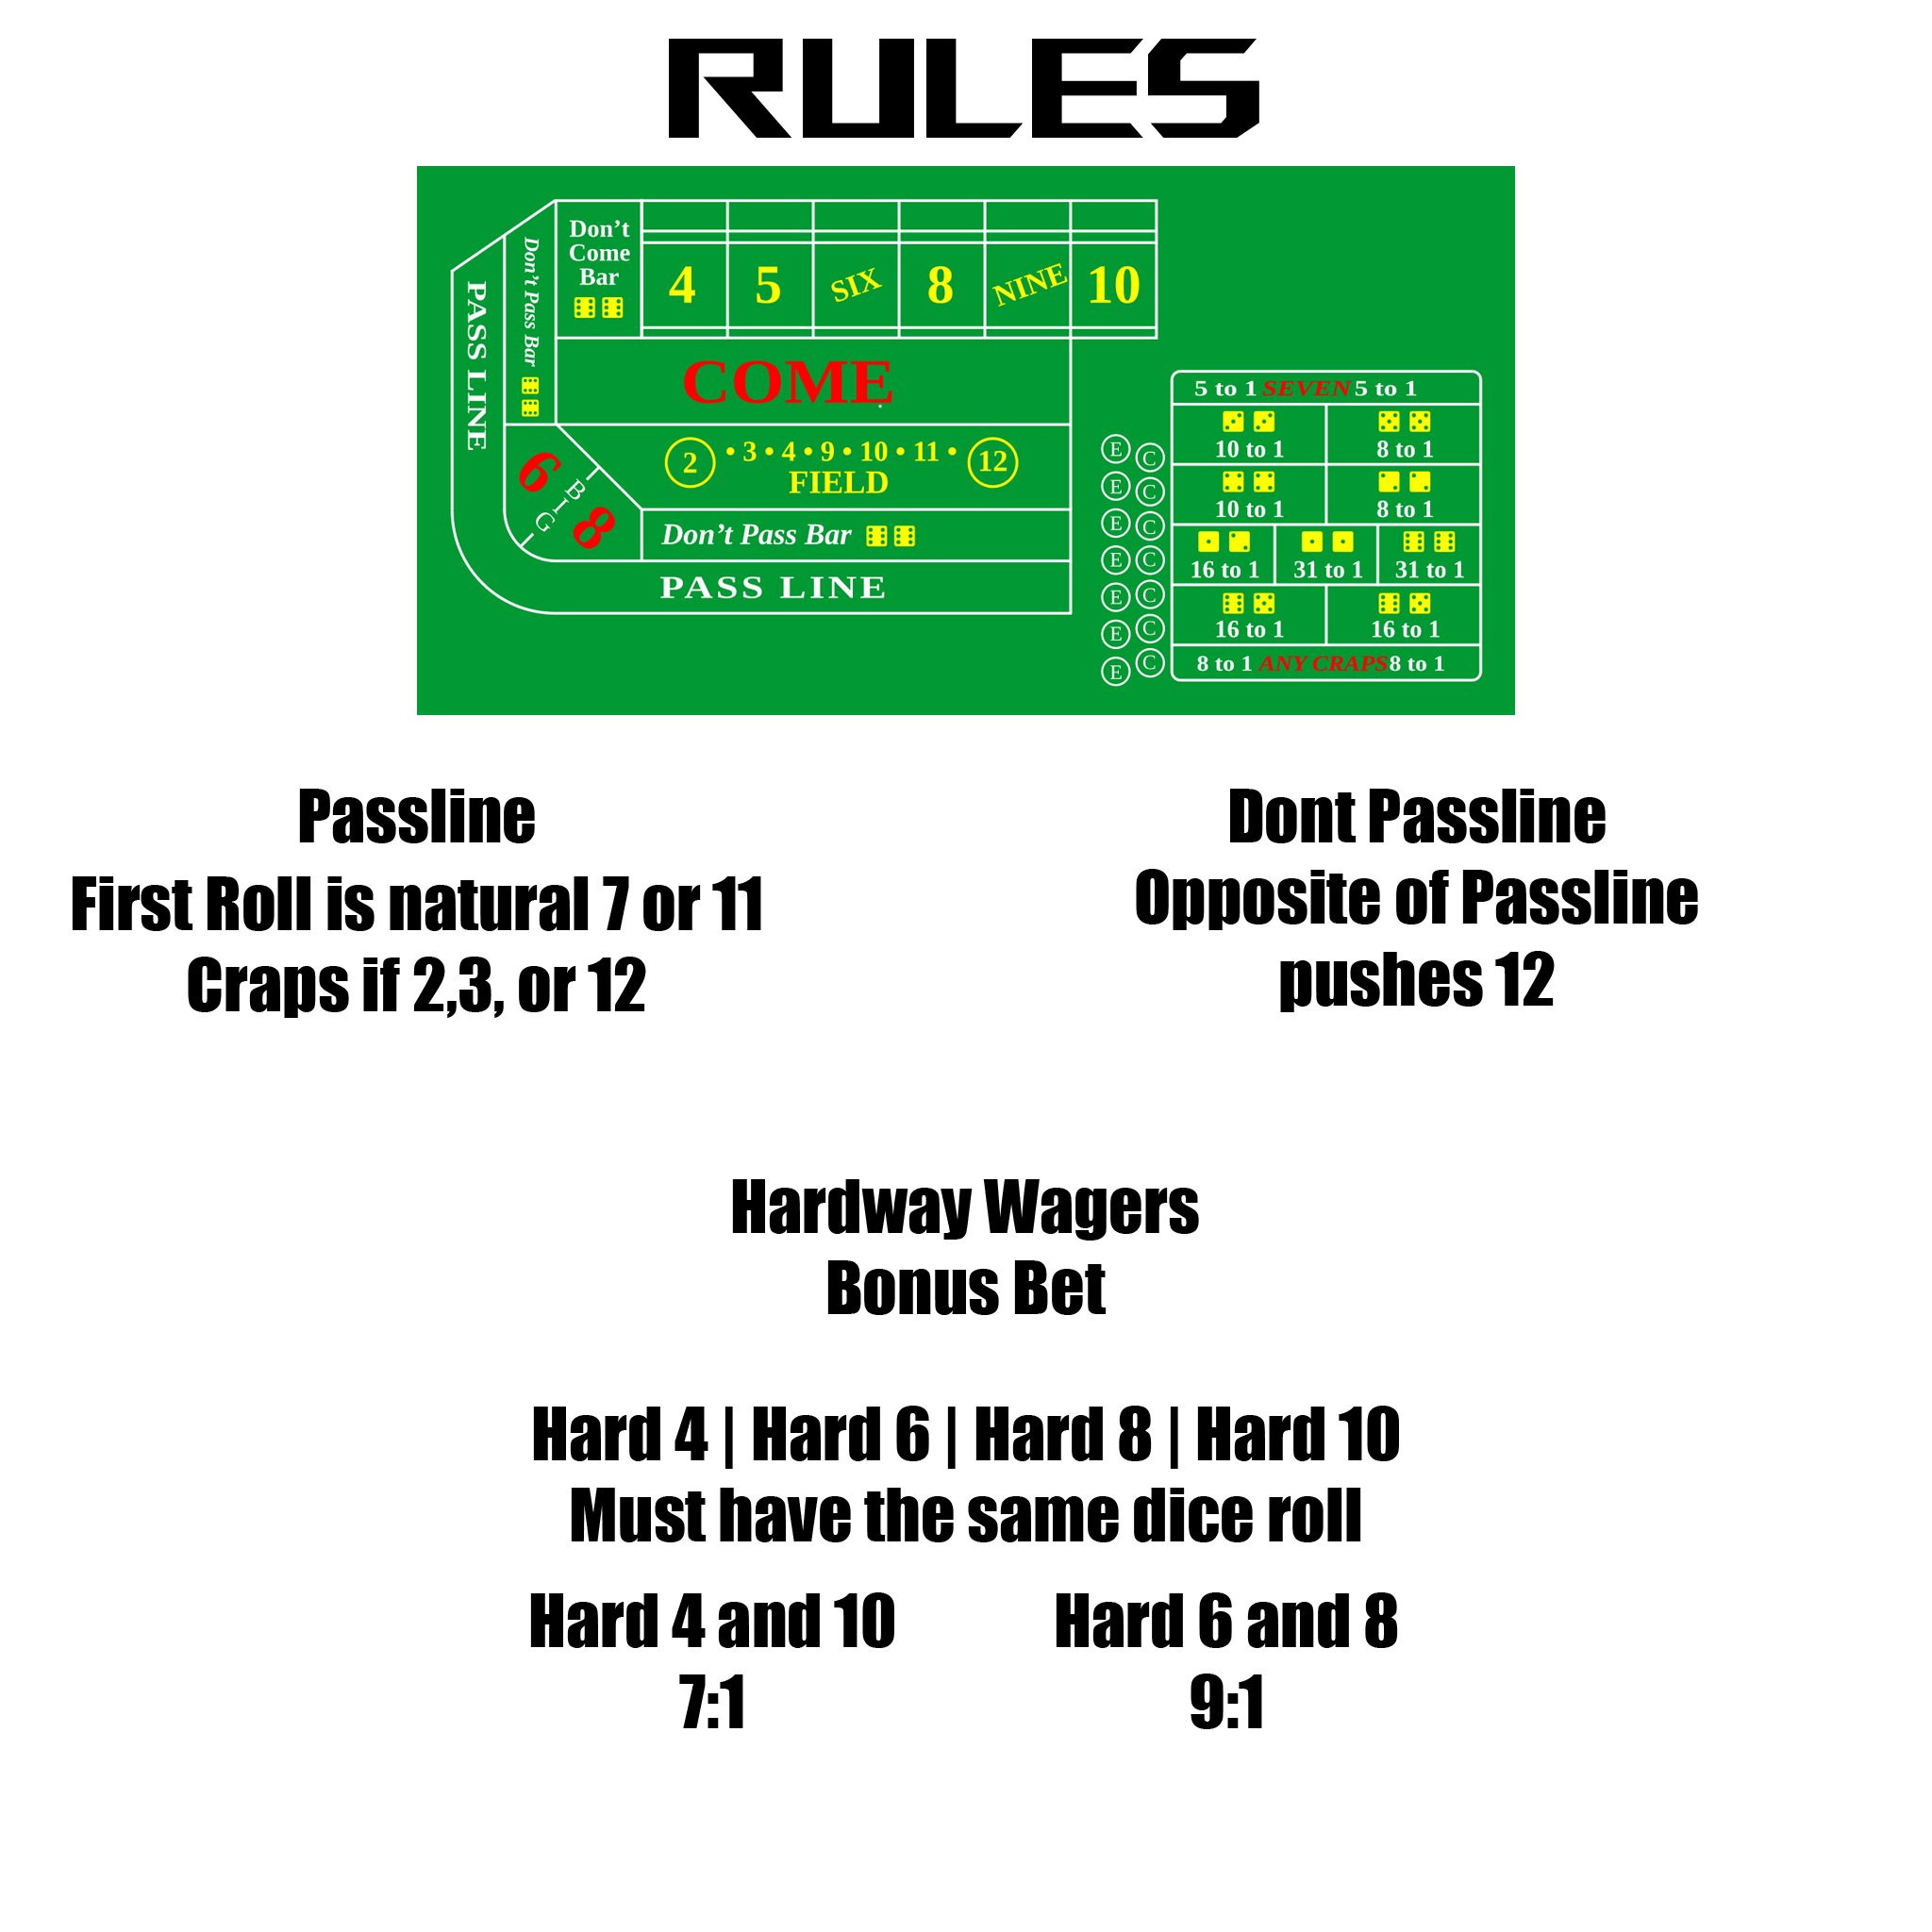 RULES
Don't
Come
Bar
4 5 SIX 8 NINE 10
PASS LINE
Don't Pass Bar
COME
2 • 3 • 4 • 9 • 10 • 11 • 12
FIELD
6 BIG 8
Don't Pass Bar
PASS LINE
E C
E C
E C
E C
E C
E C
E C
5 to 1 SEVEN 5 to 1
10 to 1 8 to 1
10 to 1 8 to 1
16 to 1 31 to 1 31 to 1
16 to 1 16 to 1
8 to 1 ANY CRAPS 8 to 1
Passline
First Roll is natural 7 or 11
Craps if 2,3, or 12
Dont Passline
Opposite of Passline
pushes 12
Hardway Wagers
Bonus Bet
Hard 4 | Hard 6 | Hard 8 | Hard 10
Must have the same dice roll
Hard 4 and 10
7:1
Hard 6 and 8
9:1